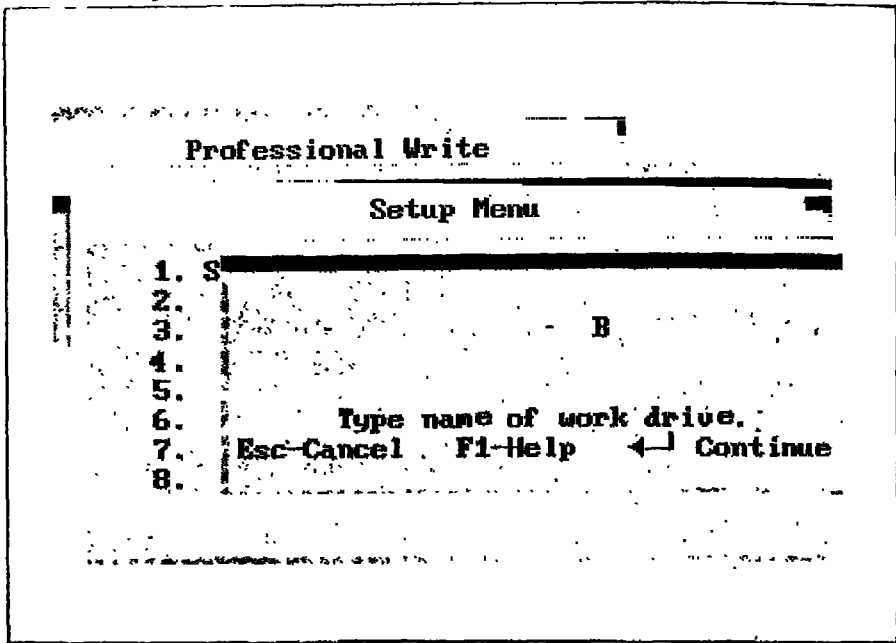 Professional Write
Setup Menu
1. S
2.
3. B
4.
5.
6. Type name of work drive.
7. Esc-Cancel F1-Help ↵ Continue
8.